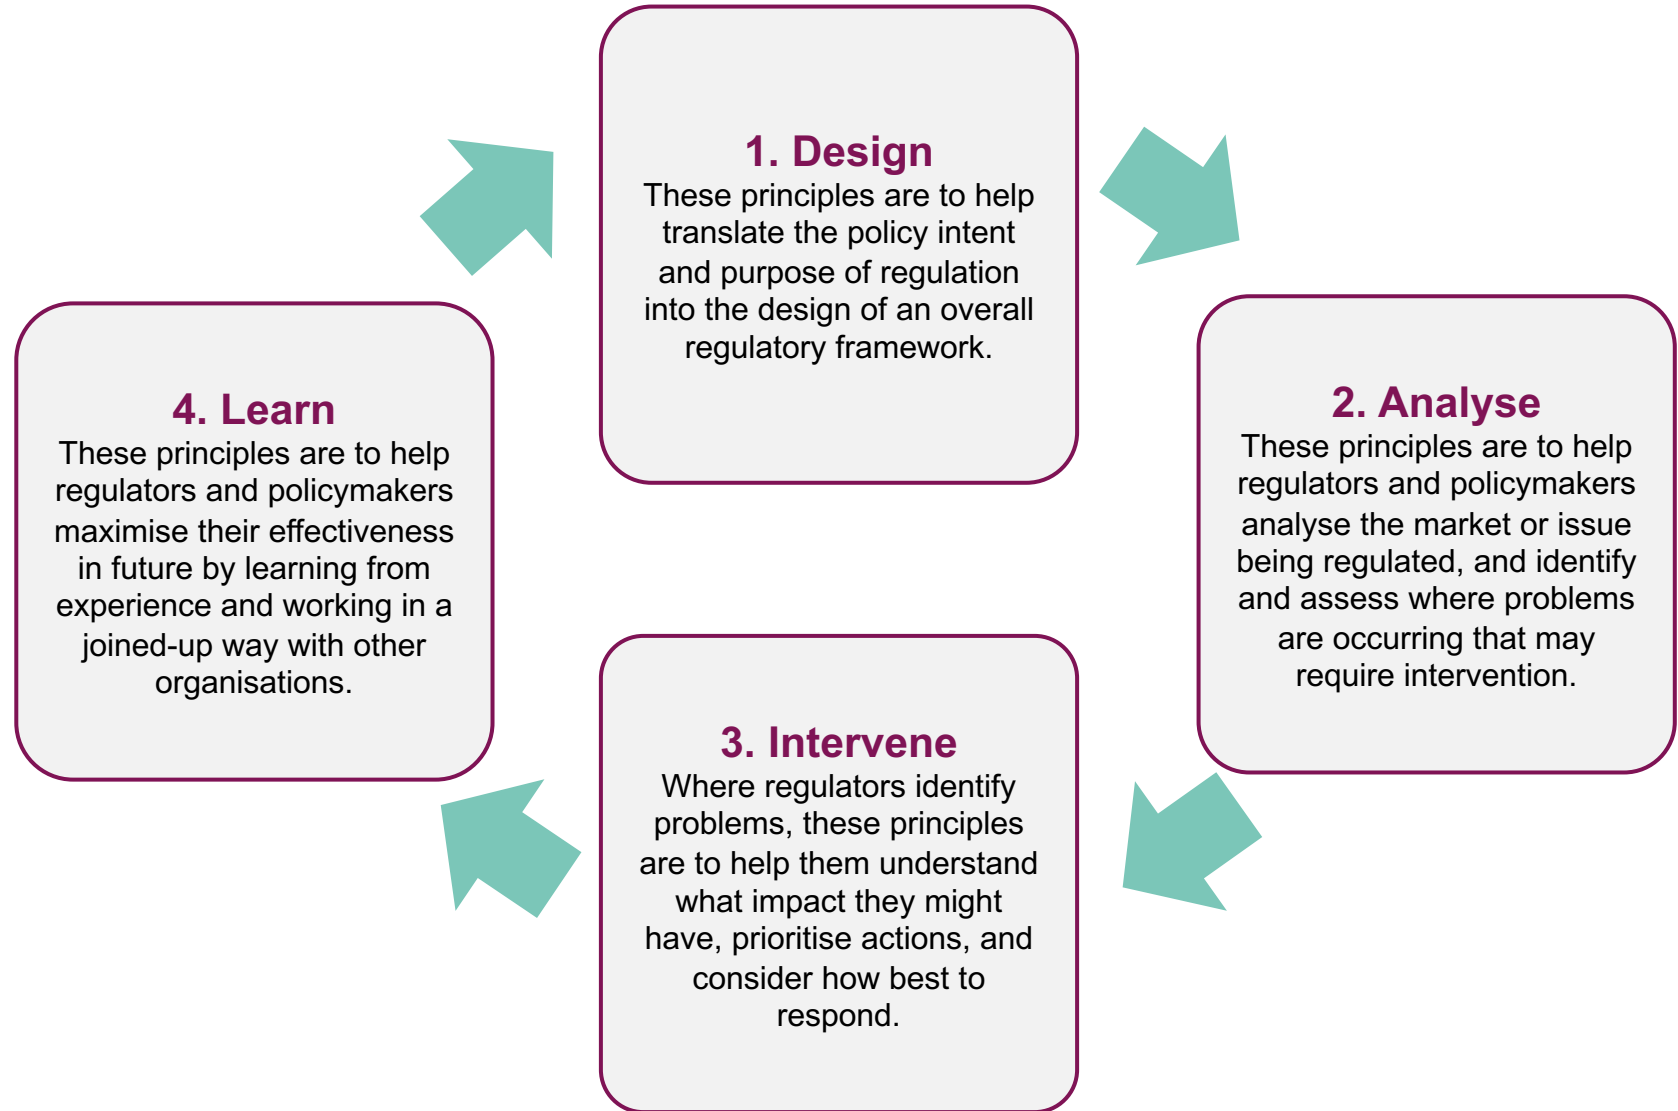 1. Design
These principles are to help
translate the policy intent
and purpose of regulation
into the design of an overall
regulatory framework.
2. Analyse
These principles are to help
regulators and policymakers
analyse the market or issue
being regulated, and identify
and assess where problems
are occurring that may
require intervention.
3. Intervene
Where regulators identify
problems, these principles
are to help them understand
what impact they might
have, prioritise actions, and
consider how best to
respond.
4. Learn
These principles are to help
regulators and policymakers
maximise their effectiveness
in future by learning from
experience and working in a
joined-up way with other
organisations.